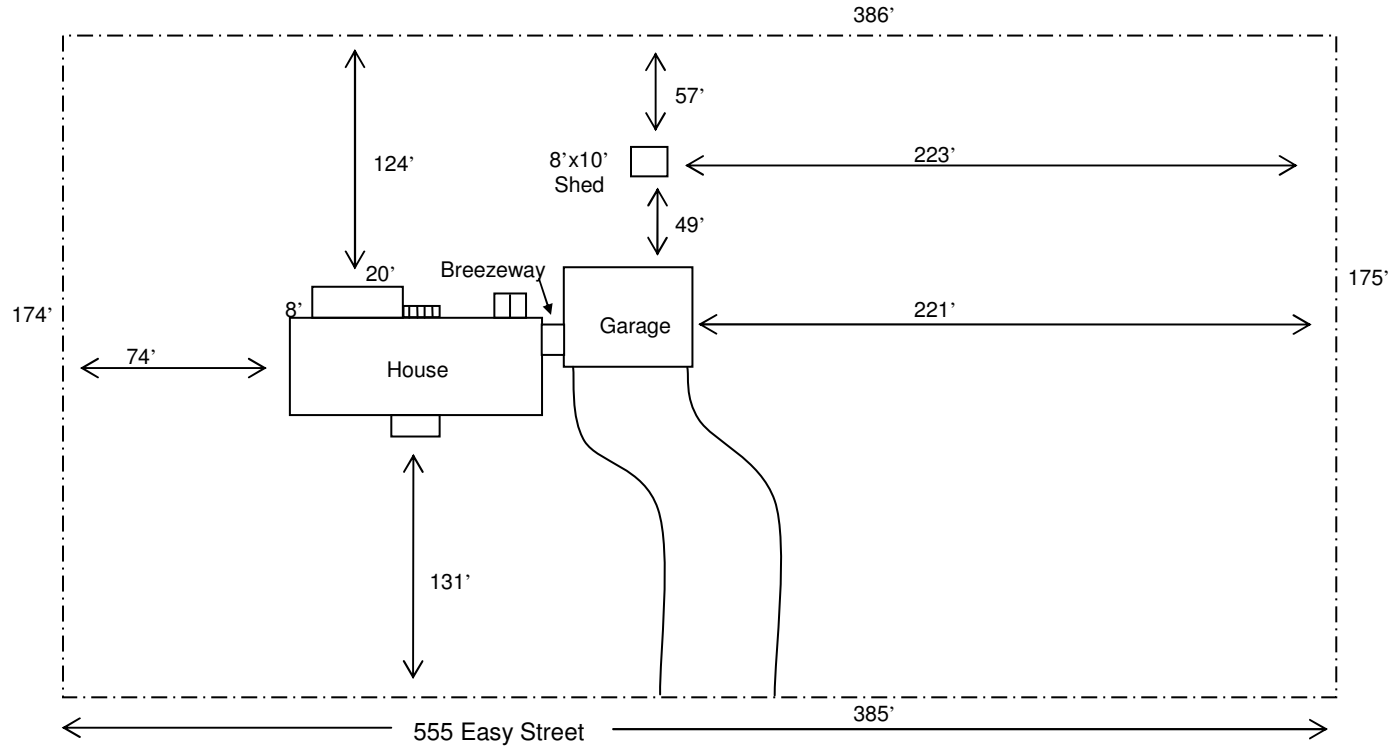 386’
57’
124’
8’x10’
Shed
223’
49’
20’
Breezeway
8’
174’
175’
Garage
221’
74’
House
131’
385’
555 Easy Street